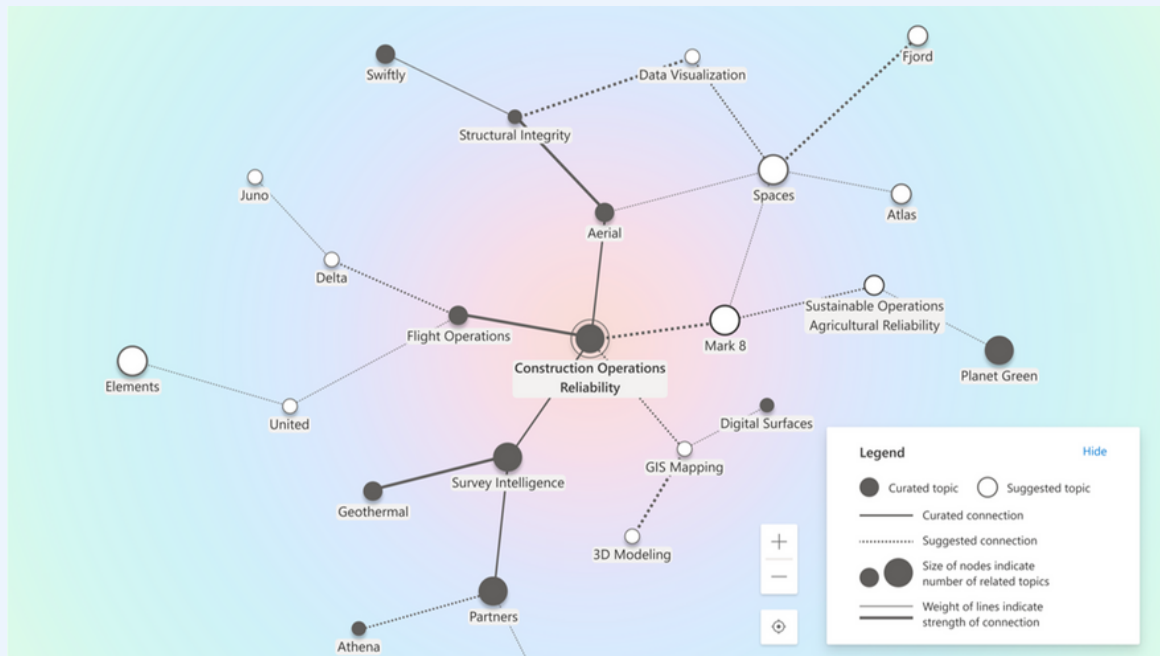 Swiftly
Data Visualization
Fjord
Structural Integrity
Juno
Spaces
Atlas
Aerial
Delta
Flight Operations
Sustainable Operations
Agricultural Reliability
Mark 8
Construction Operations
Reliability
Planet Green
Elements
United
Digital Surfaces
GIS Mapping
Survey Intelligence
Geothermal
3D Modeling
Partners
Athena
Legend
Hide
Curated topic
Suggested topic
Curated connection
Suggested connection
Size of nodes indicate
number of related topics
Weight of lines indicate
strength of connection